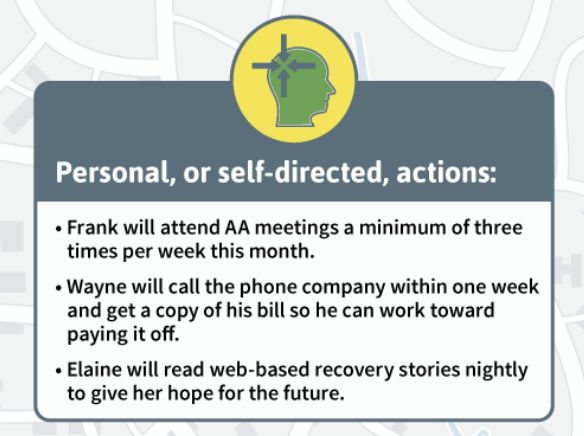 Personal, or self-directed, actions:
• Frank will attend AA meetings a minimum of three
times per week this month.
• Wayne will call the phone company within one week
and get a copy of his bill so he can work toward
paying it off.
• Elaine will read web-based recovery stories nightly
to give her hope for the future.